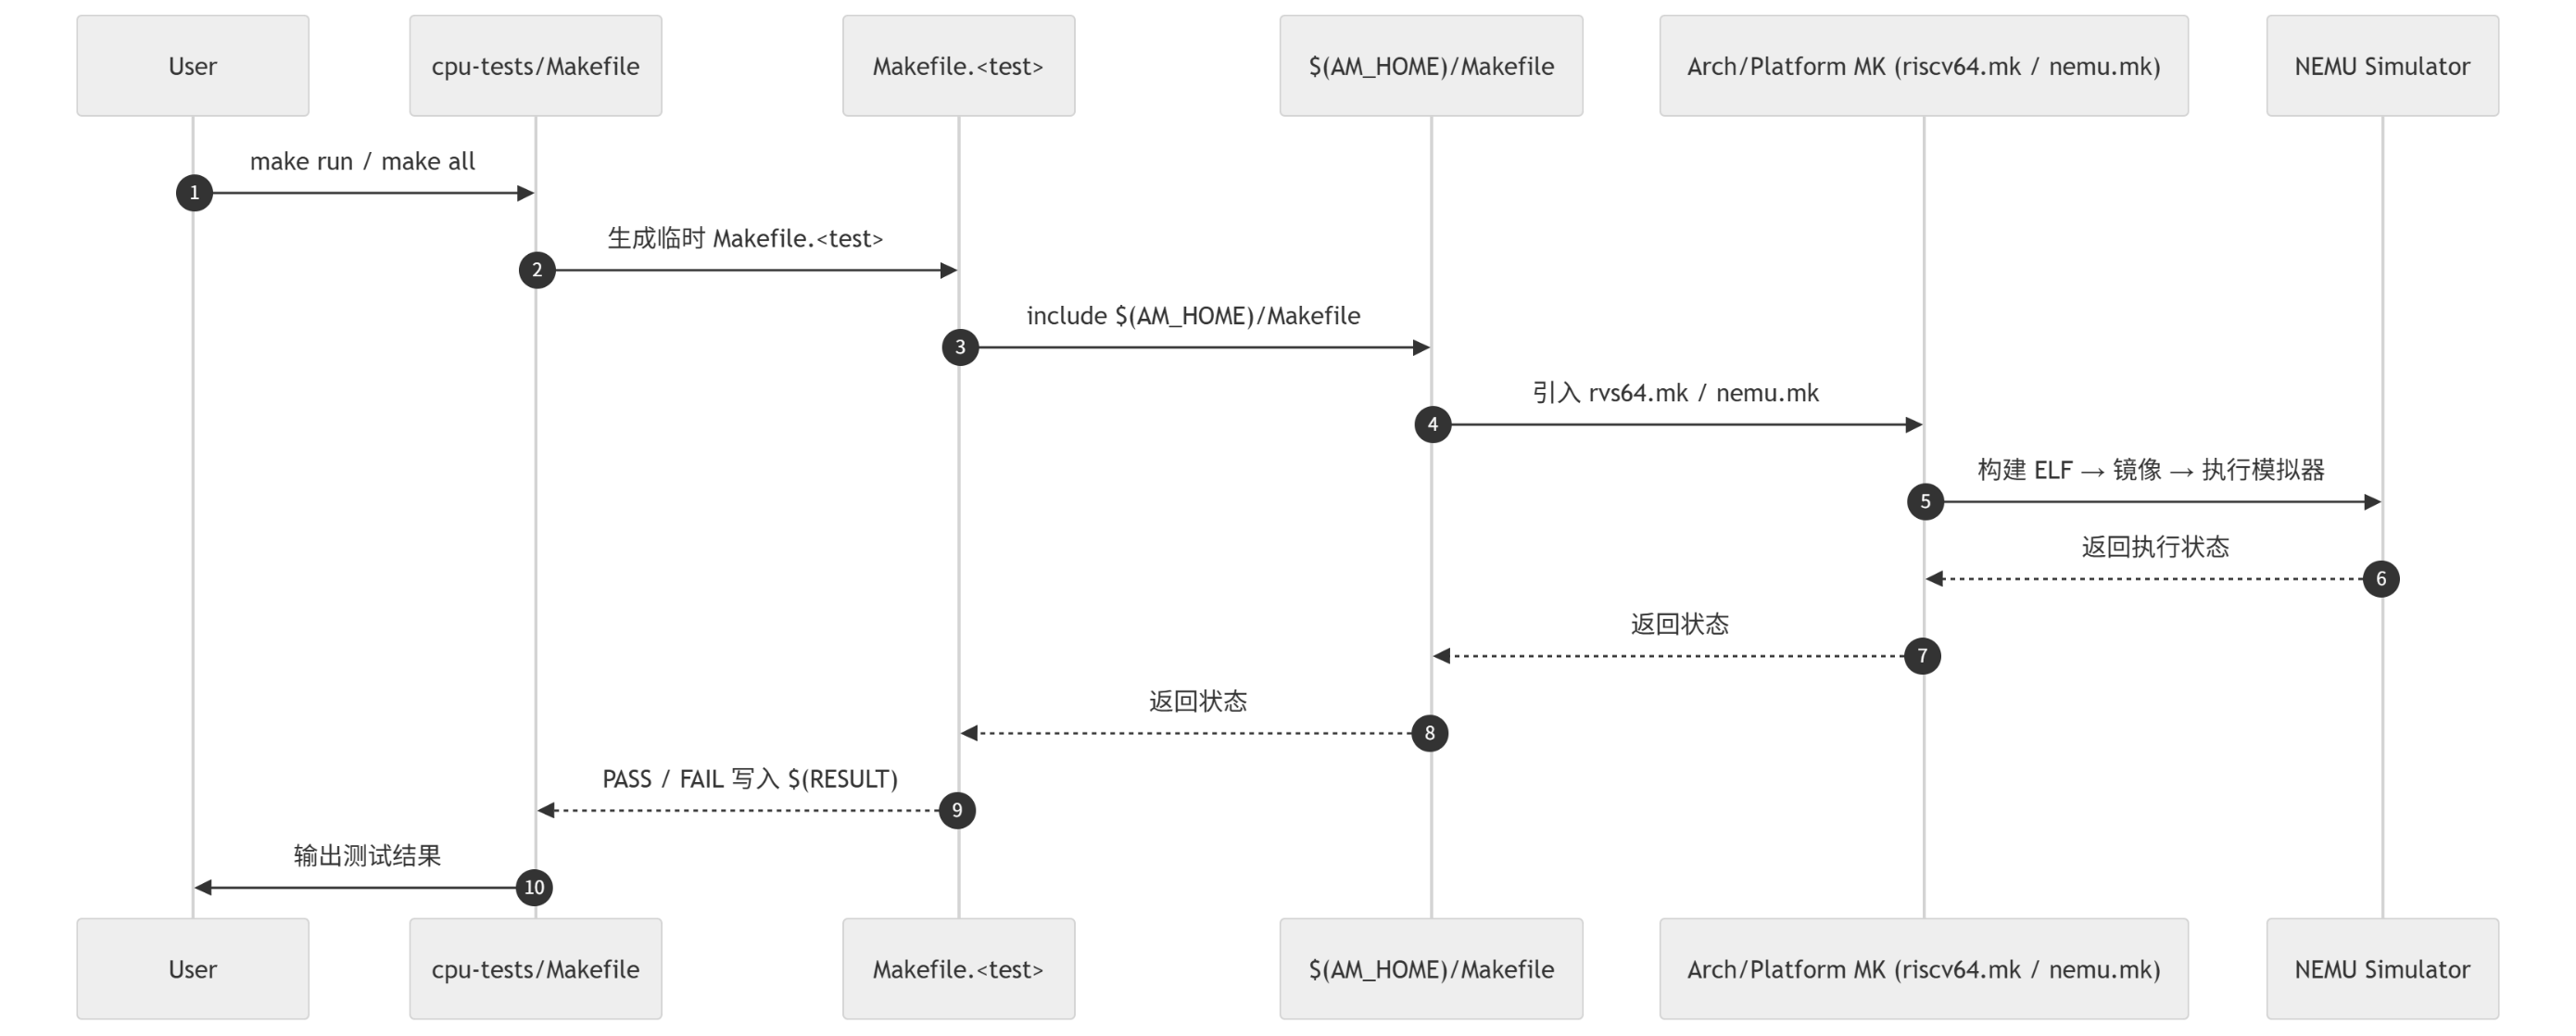 User
cpu-tests/Makefile
Makefile.<test>
$(AM_HOME)/Makefile
Arch/Platform MK (riscv64.mk / nemu.mk)
NEMU Simulator
make run / make all
1
生成临时 Makefile.<test>
2
include $(AM_HOME)/Makefile
3
引入 rvs64.mk / nemu.mk
4
构建 ELF → 镜像 → 执行模拟器
5
返回执行状态
6
返回状态
7
返回状态
8
PASS / FAIL 写入 $(RESULT)
9
输出测试结果
10
User
cpu-tests/Makefile
Makefile.<test>
$(AM_HOME)/Makefile
Arch/Platform MK (riscv64.mk / nemu.mk)
NEMU Simulator